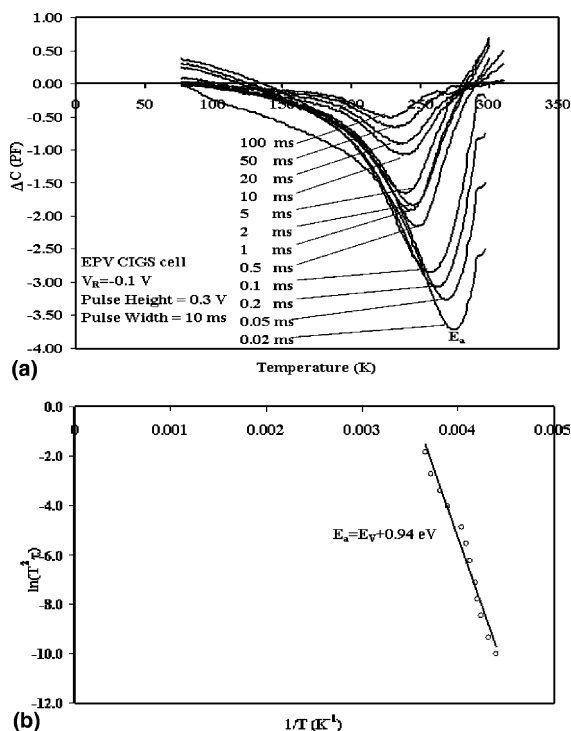 1.00
0.50
0.00
-0.50
-1.00
-1.50
-2.00
-2.50
-3.00
-3.50
-4.00
0 50 100 150 200 250 300 350
ΔC (PF)
100 ms
50 ms
20 ms
10 ms
5 ms
2 ms
1 ms
0.5 ms
0.1 ms
0.2 ms
0.05 ms
0.02 ms
EPV CIGS cell
V_R=-0.1 V
Pulse Height = 0.3 V
Pulse Width = 10 ms
E_a
Temperature (K)
(a)
0.0
-2.0
-4.0
-6.0
-8.0
-10.0
-12.0
0 0.001 0.002 0.003 0.004 0.005
ln(T²τ)
E_a=E_V+0.94 eV
1/T (K⁻¹)
(b)